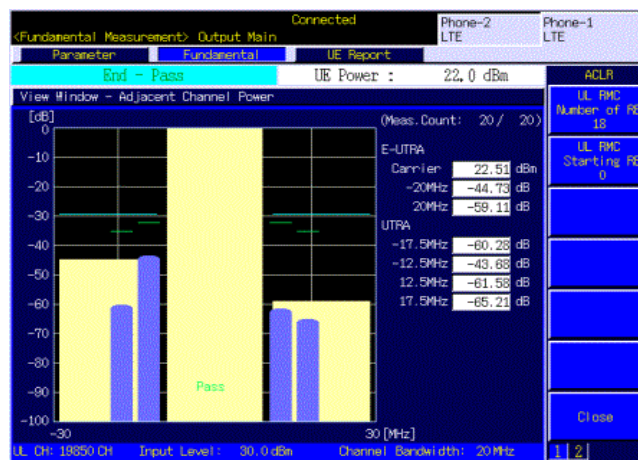 Connected
Phone-2
LTE
Phone-1
LTE
<Fundamental Measurement> Output Main
Parameter
Fundamental
UE Report
End - Pass
UE Power : 22.0 dBm
ACLR
View Window - Adjacent Channel Power
UL RMC
Number of RB
18
[dB]
(Meas.Count: 20/ 20)
UL RMC
Starting RB
0
0
-10
-20
-30
-40
-50
-60
-70
-80
-90
-100
E-UTRA
Carrier 22.51 dBm
-20MHz -44.73 dB
20MHz -59.11 dB
UTRA
-17.5MHz -60.28 dB
-12.5MHz -43.68 dB
12.5MHz -61.58 dB
17.5MHz -65.21 dB
Pass
-30
30 [MHz]
Close
UL CH: 19850 CH Input Level: 30.0 dBm Channel Bandwidth: 20 MHz
1 2